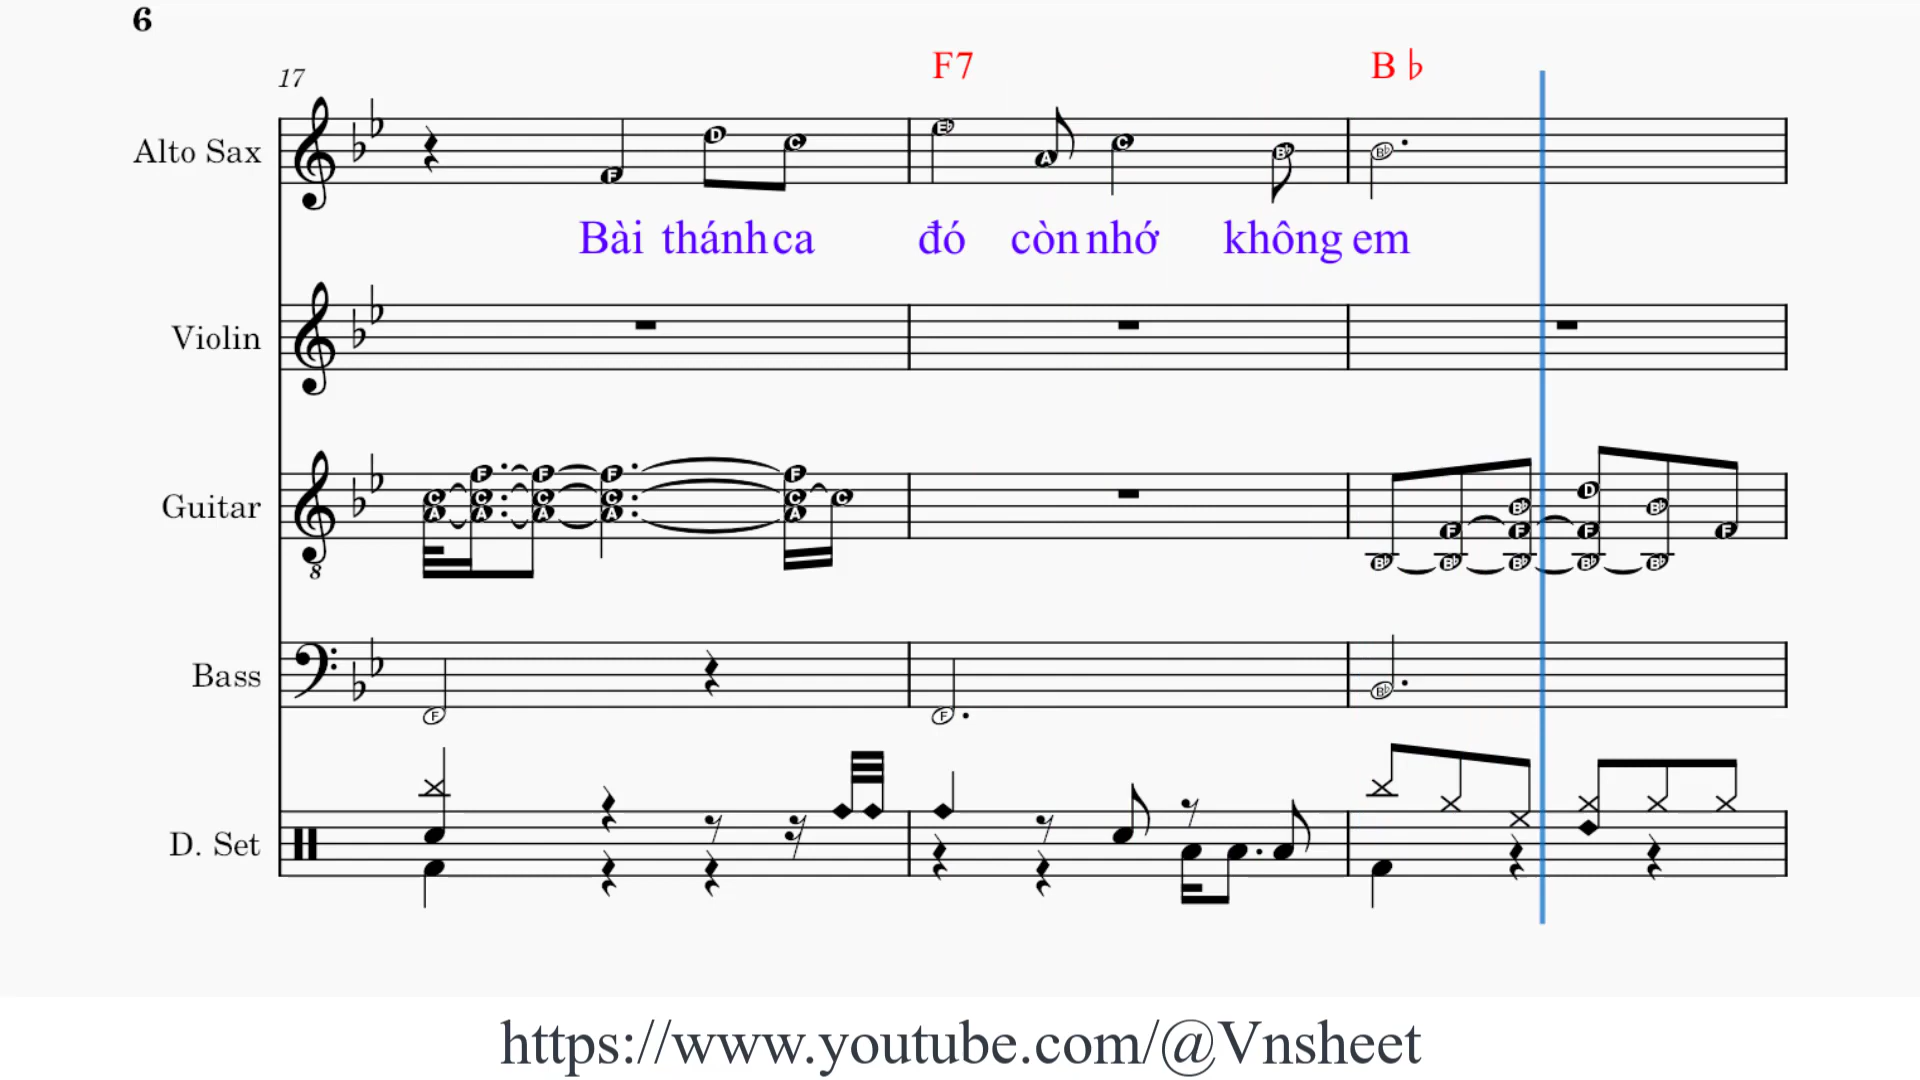 6
17
F7
B♭
Alto Sax
Bài thánh ca đó còn nhớ không em
Violin
Guitar
8
Bass
D. Set
https://www.youtube.com/@Vnsheet